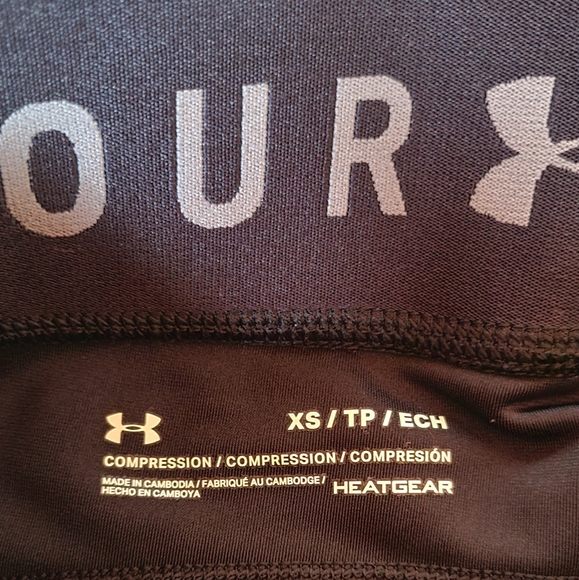 OUR
XS / TP / ECH
COMPRESSION / COMPRESSION / COMPRESIÓN
MADE IN CAMBODIA / FABRIQUÉ AU CAMBODGE /
HECHO EN CAMBOYA
HEATGEAR